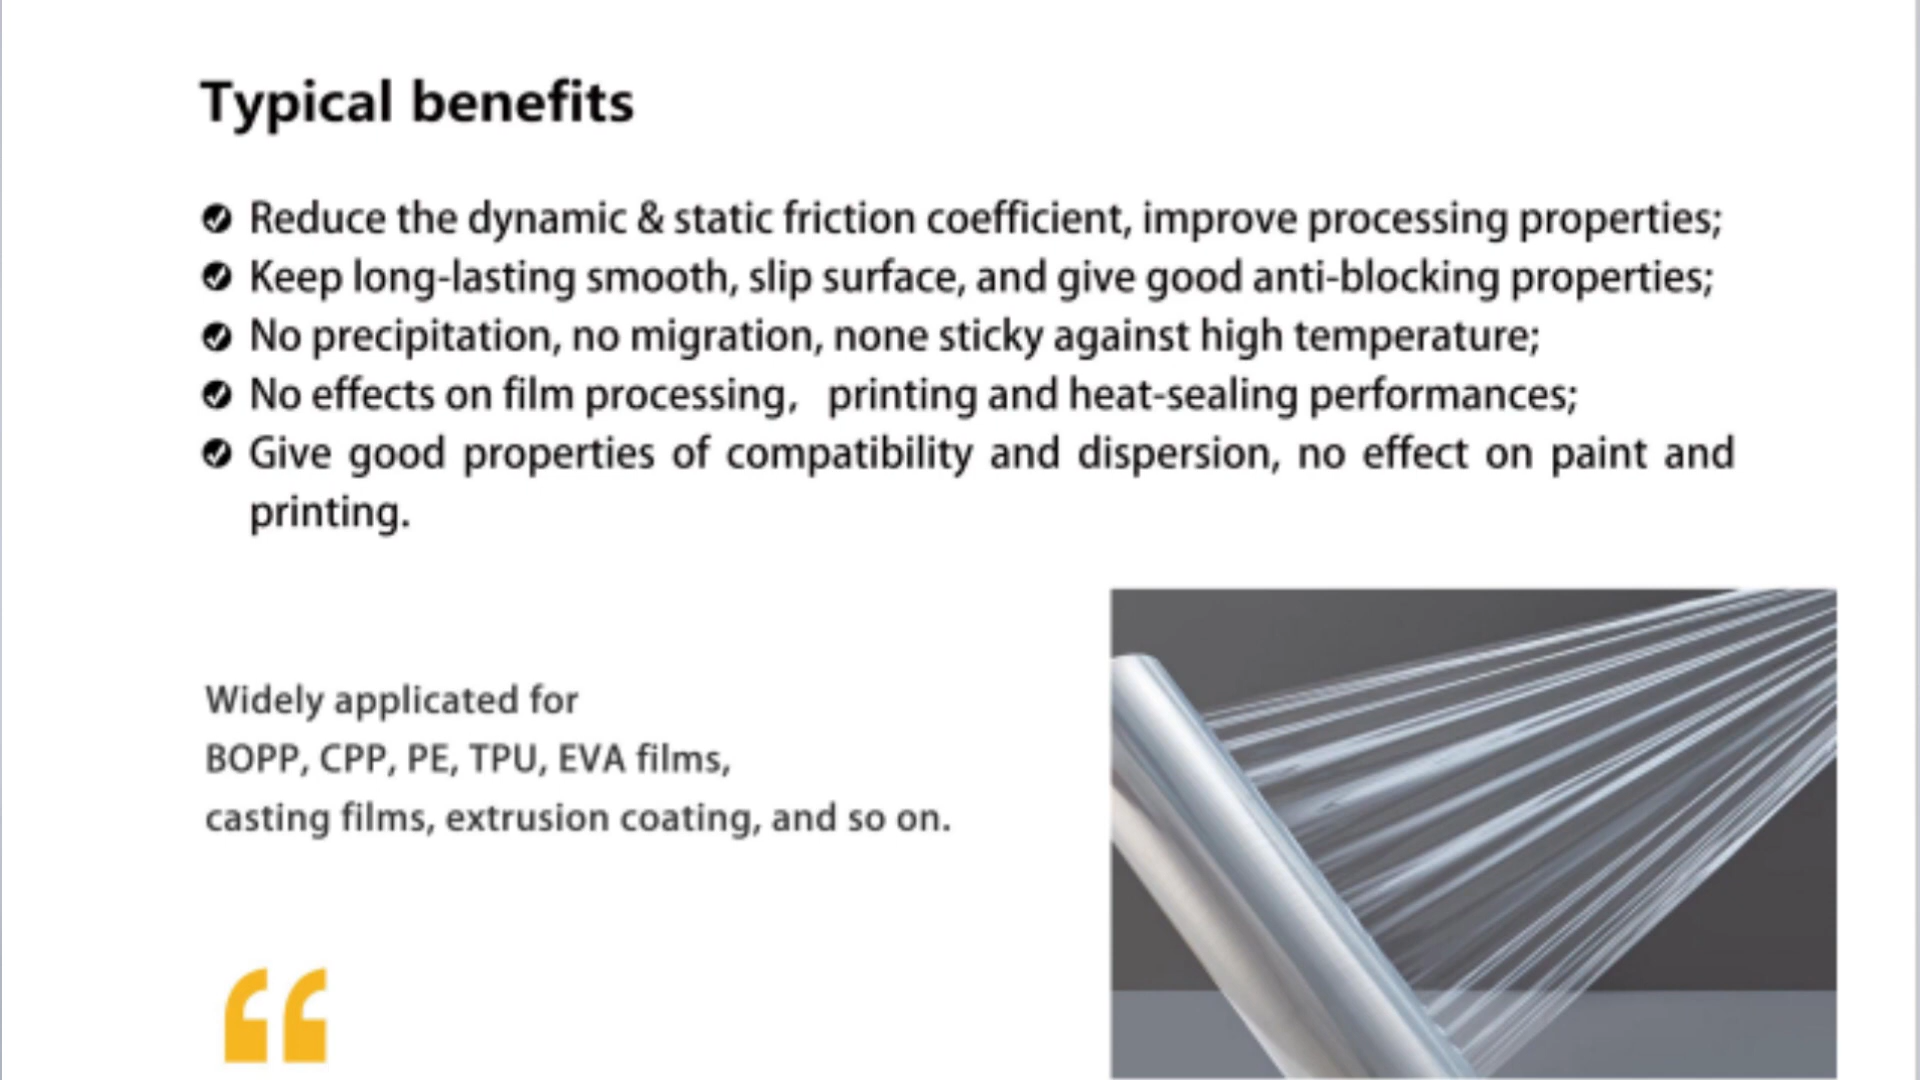 Typical benefits
Reduce the dynamic & static friction coefficient, improve processing properties;
Keep long-lasting smooth, slip surface, and give good anti-blocking properties;
No precipitation, no migration, none sticky against high temperature;
No effects on film processing,  printing and heat-sealing performances;
Give good properties of compatibility and dispersion, no effect on paint and
printing.
Widely applicated for
BOPP, CPP, PE, TPU, EVA films,
casting films, extrusion coating, and so on.
“